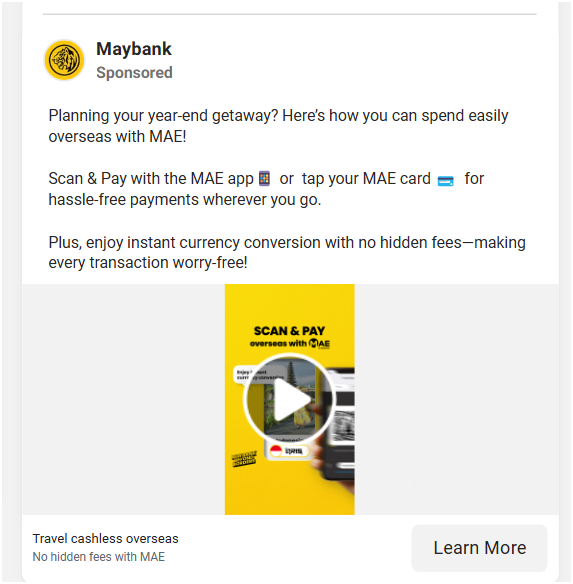 Maybank
Sponsored
Planning your year-end getaway? Here's how you can spend easily
overseas with MAE!
Scan & Pay with the MAE app or tap your MAE card for
hassle-free payments wherever you go.
Plus, enjoy instant currency conversion with no hidden fees—making
every transaction worry-free!
SCAN & PAY
overseas with MAE
Enjoy
currency conversion
Travel cashless overseas
No hidden fees with MAE
Learn More